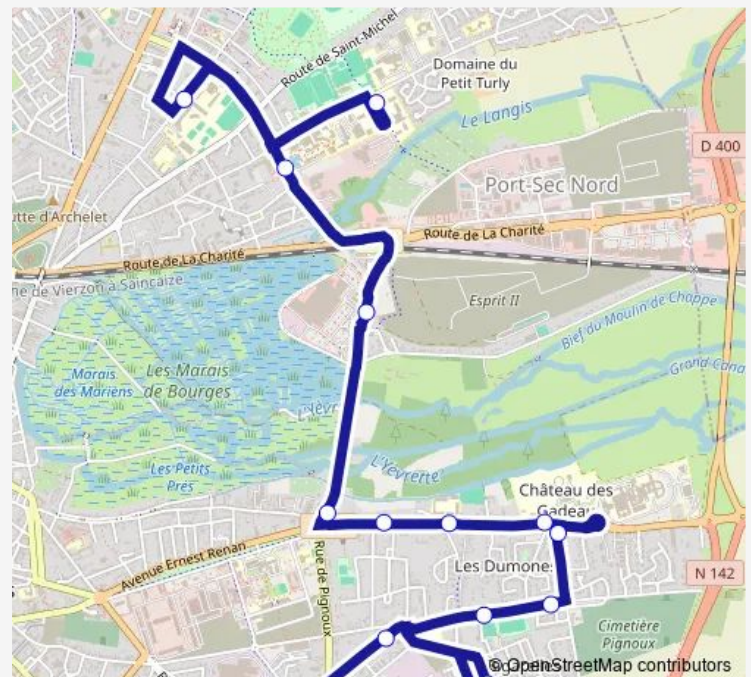 Route de Saint-Michel
Domaine du
Petit Turly
Le Langis
D 400
Port-Sec Nord
utte d'Archelet
Route de La Charité
Route de La Charité
ne de Vierzon à Saincaize
Esprit II
Bief du Moulin de Chappe
Marais
des Mariens
Les Marais
de Bourges
Grand Cana
L'Yèvr
L'Yevrette
Les Petits
Prés
Château des
Gadeau
Avenue Ernest Renan
Rue de Pignoux
Les Dumones
N 142
Cimetière
Pignoux
© OpenStreetMap contributors